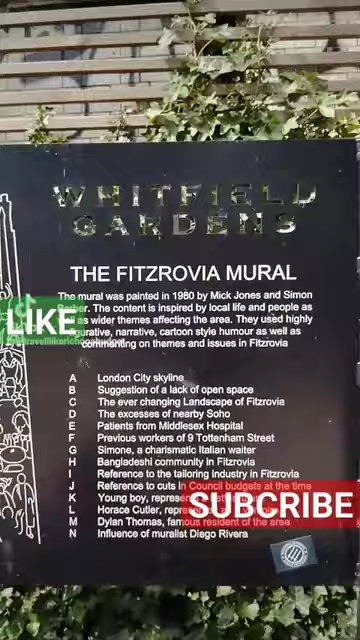 WHITFIELD
GARDENS
THE FITZROVIA MURAL
The mural was painted in 1980 by Mick Jones and Simon
Barber. The content is inspired by local life and people as
well as wider themes affecting the area. They used highly
figurative, narrative, cartoon style humour as well as
commenting on themes and issues in Fitzrovia
LIKE
A London City skyline
B Suggestion of a lack of open space
C The ever changing Landscape of Fitzrovia
D The excesses of nearby Soho
E Patients from Middlesex Hospital
F Previous workers of 9 Tottenham Street
G Simone, a charismatic Italian waiter
H Bangladeshi community in Fitzrovia
I Reference to the tailoring industry in Fitzrovia
J Reference to cuts in Council budgets at the time
K Young boy,
L Horace Cutler,
SUBSCRIBE
M Dylan Thomas, famous resident of the area
N Influence of muralist Diego Rivera